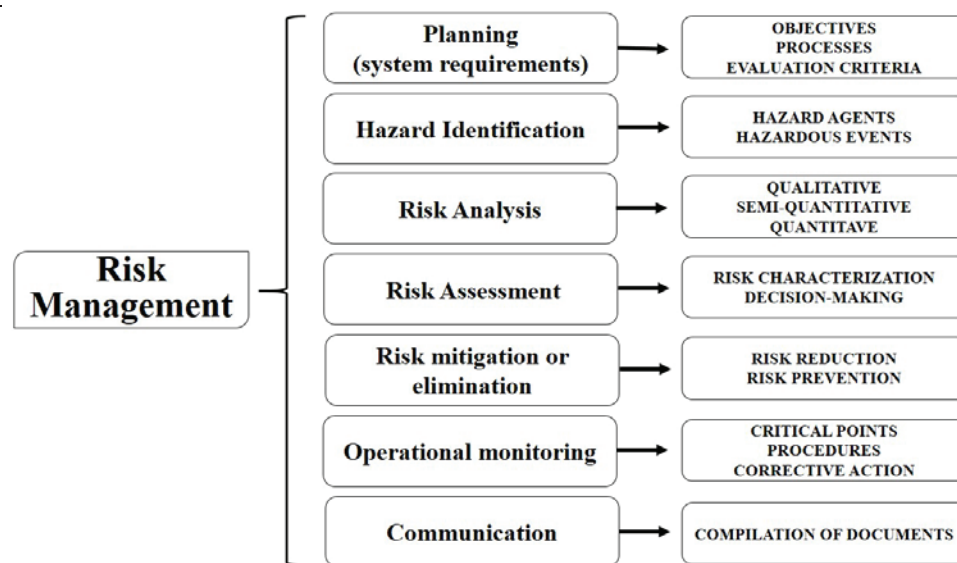 Risk
Management
Planning
(system requirements)
OBJECTIVES
PROCESSES
EVALUATION CRITERIA
Hazard Identification
HAZARD AGENTS
HAZARDOUS EVENTS
Risk Analysis
QUALITATIVE
SEMI-QUANTITATIVE
QUANTITAVE
Risk Assessment
RISK CHARACTERIZATION
DECISION-MAKING
Risk mitigation or
elimination
RISK REDUCTION
RISK PREVENTION
Operational monitoring
CRITICAL POINTS
PROCEDURES
CORRECTIVE ACTION
Communication
COMPILATION OF DOCUMENTS